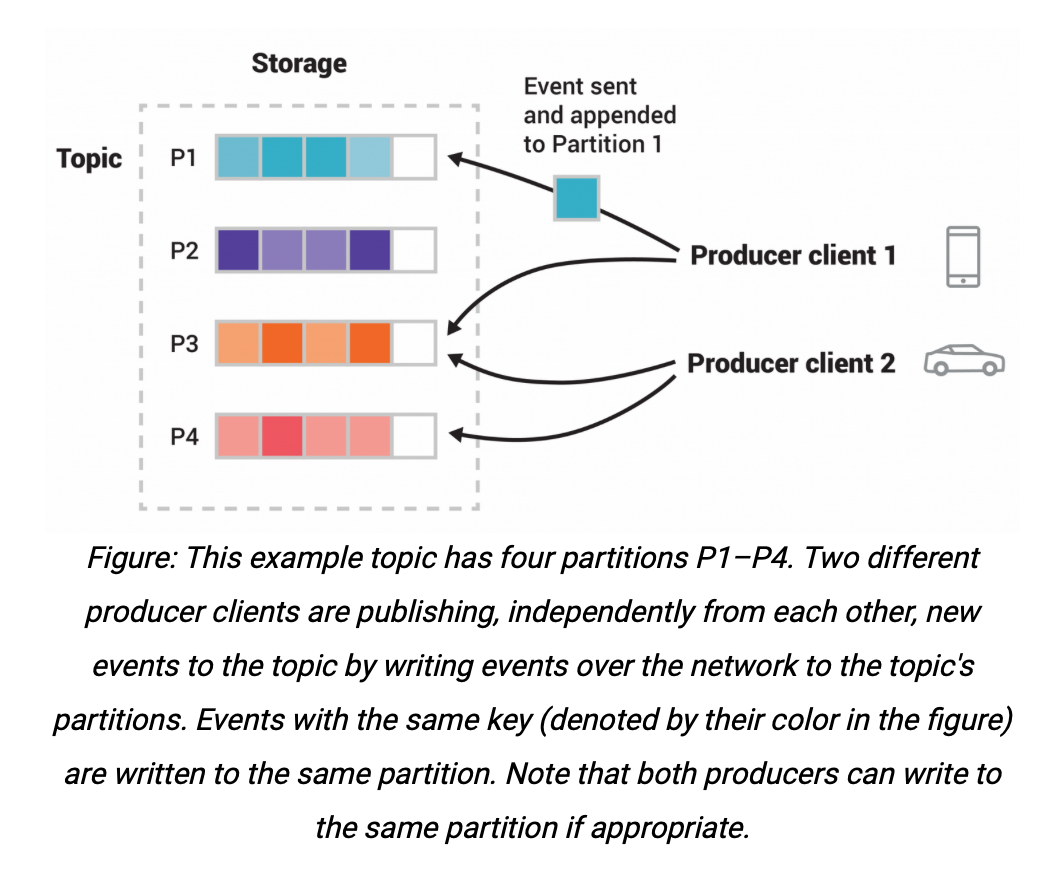 Storage
Event sent
and appended
to Partition 1
Topic
P1
P2
Producer client 1
P3
Producer client 2
P4
Figure: This example topic has four partitions P1–P4. Two different
producer clients are publishing, independently from each other, new
events to the topic by writing events over the network to the topic's
partitions. Events with the same key (denoted by their color in the figure)
are written to the same partition. Note that both producers can write to
the same partition if appropriate.